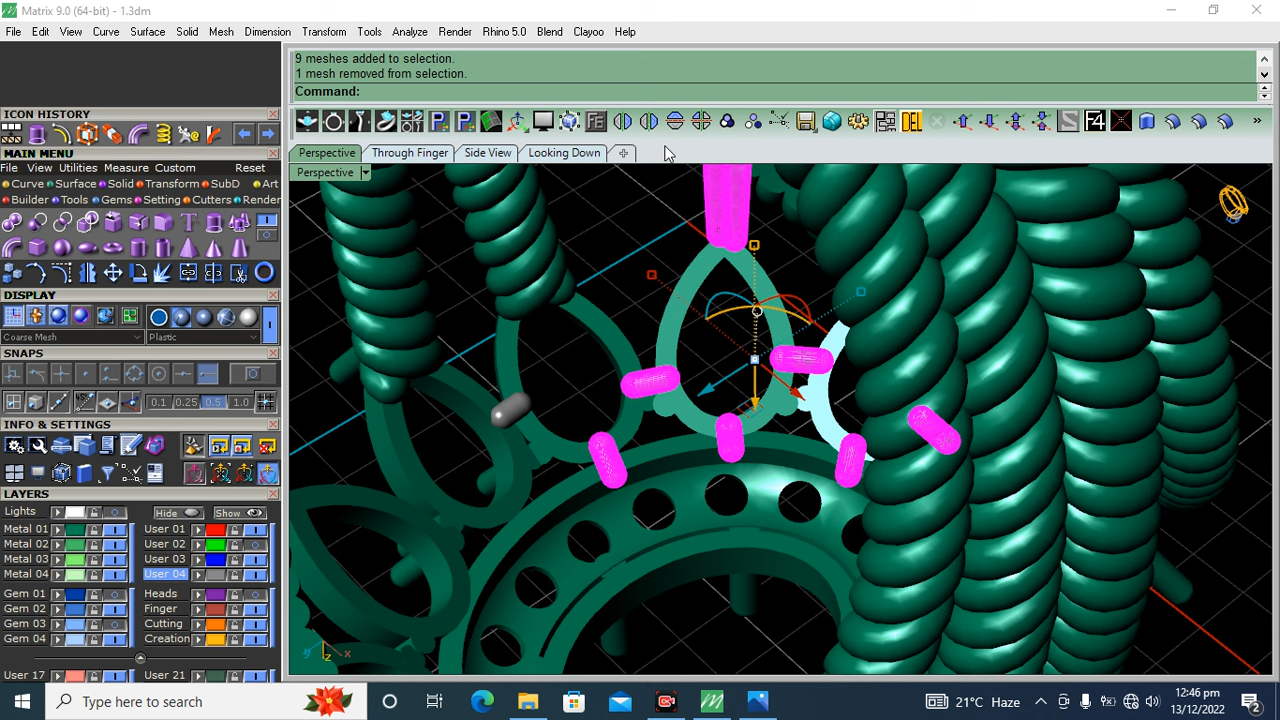 Matrix 9.0 (64-bit) - 1.3dm
File Edit View Curve Surface Solid Mesh Dimension Transform Tools Analyze Render Rhino 5.0 Blend Clayoo Help
9 meshes added to selection.
1 mesh removed from selection.
Command:
ICON HISTORY
MAIN MENU
File View Utilities Measure Custom Reset
Curve Surface Solid Transform SubD Art
Builder Tools Gems Setting Cutters Render
DISPLAY
Coarse Mesh Plastic
SNAPS
0.1 0.25 0.5 1.0
INFO & SETTINGS
LAYERS
Lights Hide Show
Metal 01 User 01
Metal 02 User 02
Metal 03 User 03
Metal 04 User 04
Gem 01 Heads
Gem 02 Finger
Gem 03 Cutting
Gem 04 Creation
User 17 User 21
P P FE DEL S F4 »
Perspective Through Finger Side View Looking Down
Perspective
y z x
Type here to search
21°C Haze
12:46 pm
13/12/2022
2